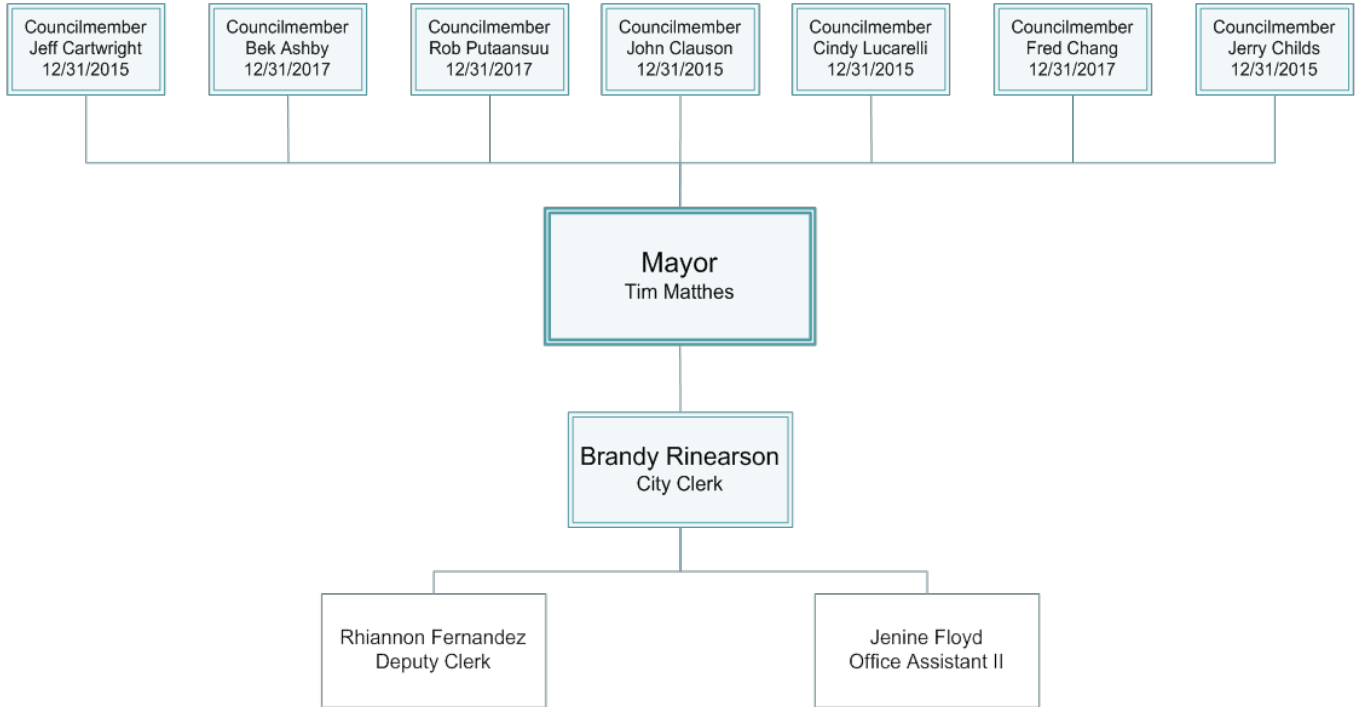 Councilmember
Jeff Cartwright
12/31/2015
Councilmember
Bek Ashby
12/31/2017
Councilmember
Rob Putaansuu
12/31/2017
Councilmember
John Clauson
12/31/2015
Councilmember
Cindy Lucarelli
12/31/2015
Councilmember
Fred Chang
12/31/2017
Councilmember
Jerry Childs
12/31/2015
Mayor
Tim Matthes
Brandy Rinearson
City Clerk
Rhiannon Fernandez
Deputy Clerk
Jenine Floyd
Office Assistant II